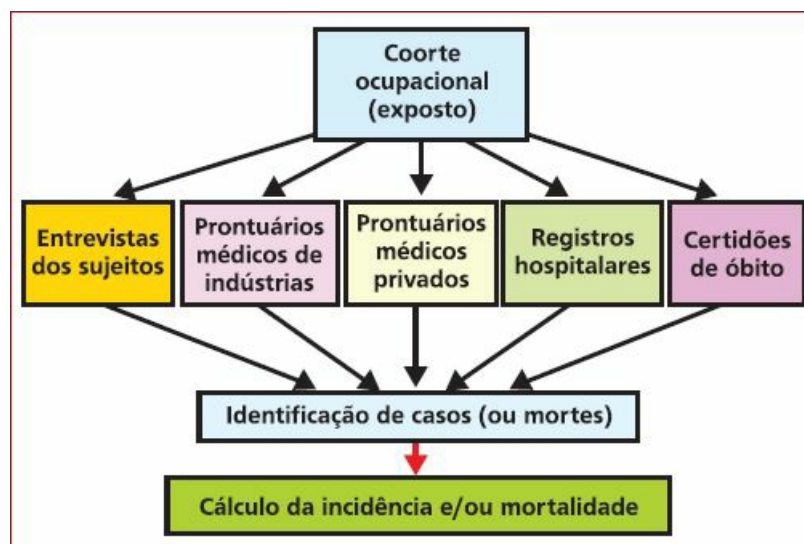 Coorte
ocupacional
(exposto)
Entrevistas
dos sujeitos
Prontuários
médicos de
indústrias
Prontuários
médicos
privados
Registros
hospitalares
Certidões
de óbito
Identificação de casos (ou mortes)
Cálculo da incidência e/ou mortalidade